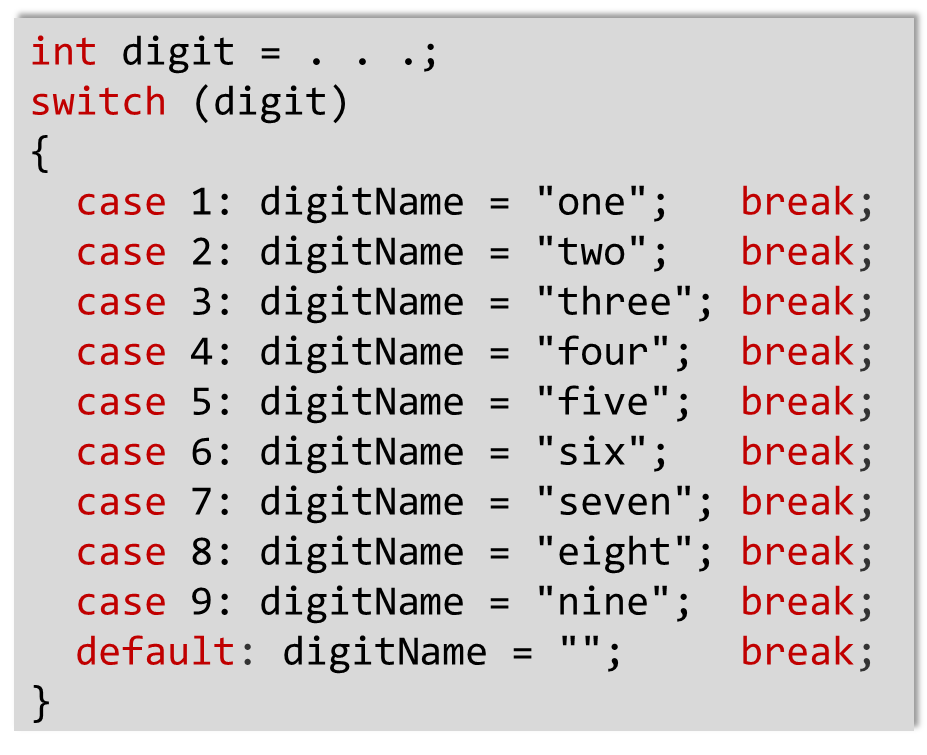 int digit = . . .;
switch (digit)
{
  case 1: digitName = "one";   break;
  case 2: digitName = "two";   break;
  case 3: digitName = "three"; break;
  case 4: digitName = "four";  break;
  case 5: digitName = "five";  break;
  case 6: digitName = "six";   break;
  case 7: digitName = "seven"; break;
  case 8: digitName = "eight"; break;
  case 9: digitName = "nine";  break;
  default: digitName = "";     break;
}